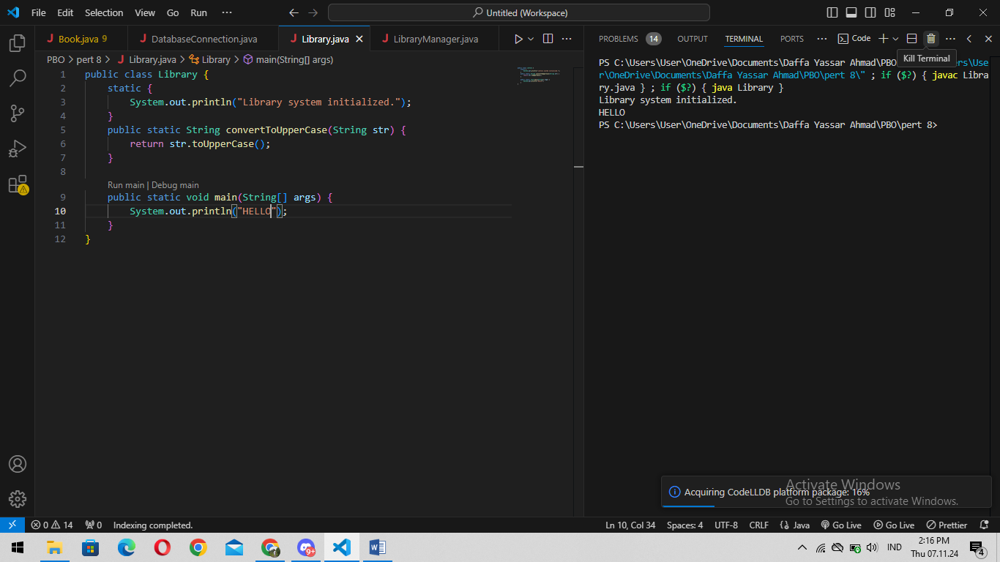 File Edit Selection View Go Run ··· Untitled (Workspace)
Book.java 9 DatabaseConnection.java Library.java LibraryManager.java
PBO > pert 8 > Library.java > Library > main(String[] args)
1 public class Library {
2 static {
3 System.out.println("Library system initialized.");
4 }
5 public static String convertToUpperCase(String str) {
6 return str.toUpperCase();
7 }
8
Run main | Debug main
9 public static void main(String[] args) {
10 System.out.println("HELLO");
11 }
12 }
PROBLEMS 14 OUTPUT TERMINAL PORTS ··· Code
Kill Terminal
PS C:\Users\User\OneDrive\Documents\Daffa Yassar Ahmad\PBO\
r\OneDrive\Documents\Daffa Yassar Ahmad\PBO\pert 8\" ; if ($?) { javac Libra
ry.java } ; if ($?) { java Library }
Library system initialized.
HELLO
PS C:\Users\User\OneDrive\Documents\Daffa Yassar Ahmad\PBO\pert 8>
Acquiring CodeLLDB platform package: 16%
Activate Windows
Go to Settings to activate Windows.
0 14 0 Indexing completed. Ln 10, Col 34 Spaces: 4 UTF-8 CRLF Java Go Live Go Live Prettier
9+ IND 2:16 PM
Thu 07.11.24 4